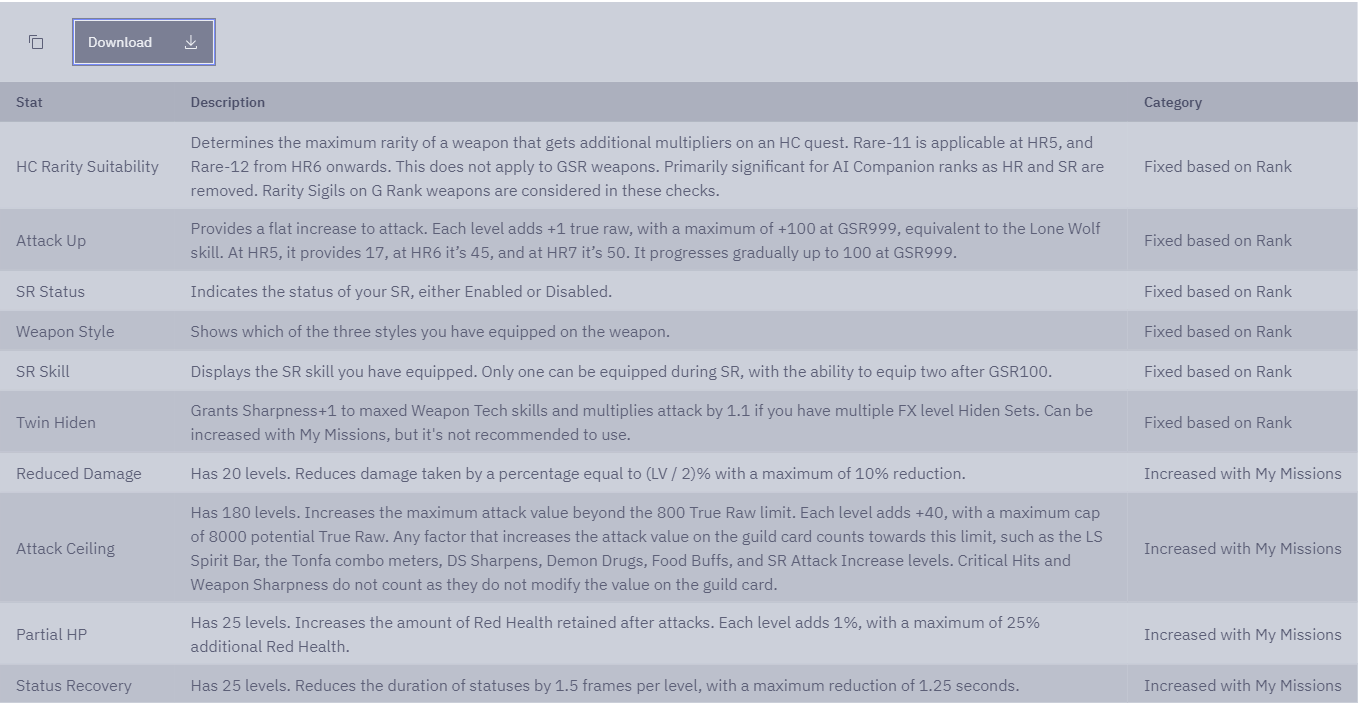 Download
Stat Description Category
HC Rarity Suitability
Determines the maximum rarity of a weapon that gets additional multipliers on an HC quest. Rare-11 is applicable at HR5, and
Rare-12 from HR6 onwards. This does not apply to GSR weapons. Primarily significant for AI Companion ranks as HR and SR are
removed. Rarity Sigils on G Rank weapons are considered in these checks.
Fixed based on Rank
Attack Up
Provides a flat increase to attack. Each level adds +1 true raw, with a maximum of +100 at GSR999, equivalent to the Lone Wolf
skill. At HR5, it provides 17, at HR6 it’s 45, and at HR7 it’s 50. It progresses gradually up to 100 at GSR999.
Fixed based on Rank
SR Status
Indicates the status of your SR, either Enabled or Disabled.
Fixed based on Rank
Weapon Style
Shows which of the three styles you have equipped on the weapon.
Fixed based on Rank
SR Skill
Displays the SR skill you have equipped. Only one can be equipped during SR, with the ability to equip two after GSR100.
Fixed based on Rank
Twin Hiden
Grants Sharpness+1 to maxed Weapon Tech skills and multiplies attack by 1.1 if you have multiple FX level Hiden Sets. Can be
increased with My Missions, but it's not recommended to use.
Fixed based on Rank
Reduced Damage
Has 20 levels. Reduces damage taken by a percentage equal to (LV / 2)% with a maximum of 10% reduction.
Increased with My Missions
Attack Ceiling
Has 180 levels. Increases the maximum attack value beyond the 800 True Raw limit. Each level adds +40, with a maximum cap
of 8000 potential True Raw. Any factor that increases the attack value on the guild card counts towards this limit, such as the LS
Spirit Bar, the Tonfa combo meters, DS Sharpens, Demon Drugs, Food Buffs, and SR Attack Increase levels. Critical Hits and
Weapon Sharpness do not count as they do not modify the value on the guild card.
Increased with My Missions
Partial HP
Has 25 levels. Increases the amount of Red Health retained after attacks. Each level adds 1%, with a maximum of 25%
additional Red Health.
Increased with My Missions
Status Recovery
Has 25 levels. Reduces the duration of statuses by 1.5 frames per level, with a maximum reduction of 1.25 seconds.
Increased with My Missions